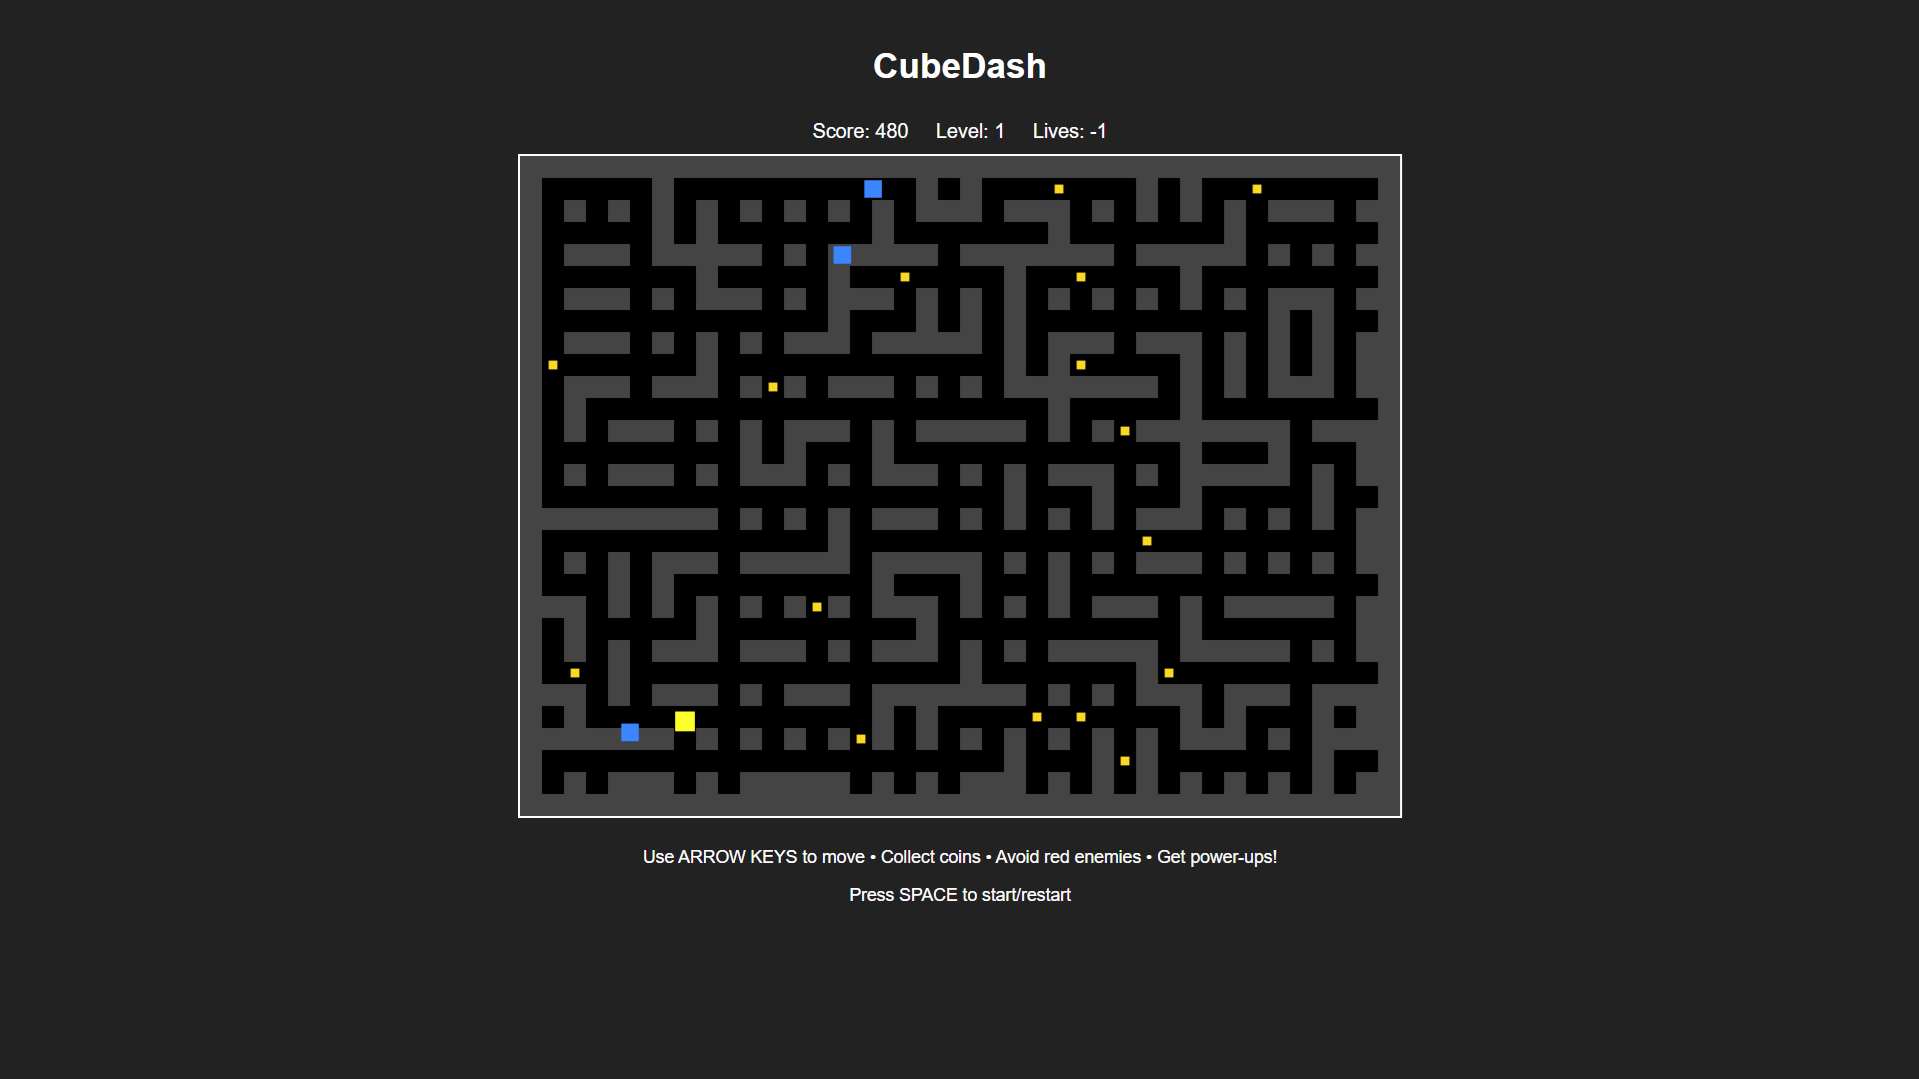 CubeDash
Score: 480 Level: 1 Lives: -1
Use ARROW KEYS to move • Collect coins • Avoid red enemies • Get power-ups!
Press SPACE to start/restart